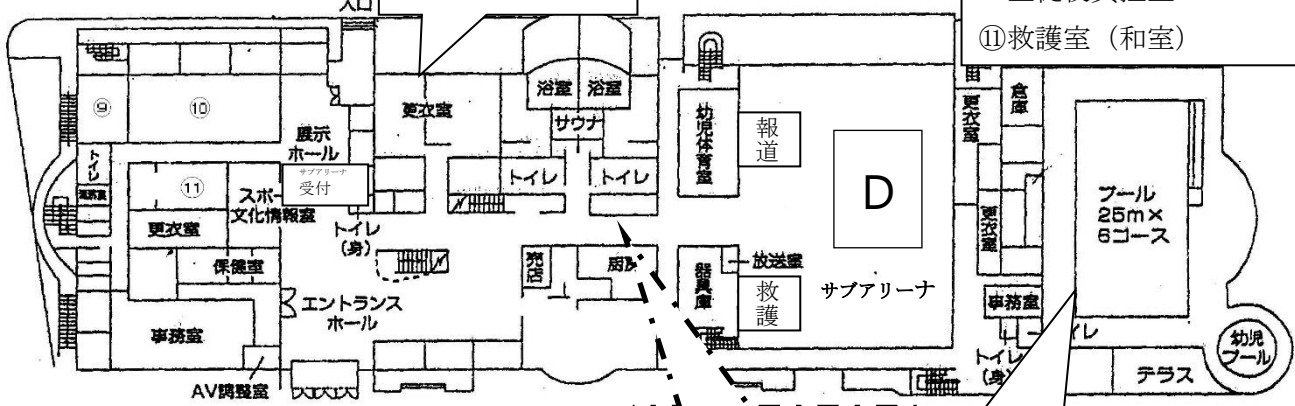 入口
⑪救護室（和室）
⑨
⑩
展示
ホール
更衣室
浴室
浴室
サウナ
幼児体育室
報道
D
更衣室
倉庫
プール
25m×
6コース
トイレ
⑪
サブアリーナ
受付
スポー
文化情報室
トイレ
(身)
トイレ
トイレ
更衣室
更衣室
保健室
売店
器具庫
放送室
救護
サブアリーナ
エントランス
ホール
事務室
事務室
イレ
トイレ
(身)
幼児
プール
テラス
AV調整室